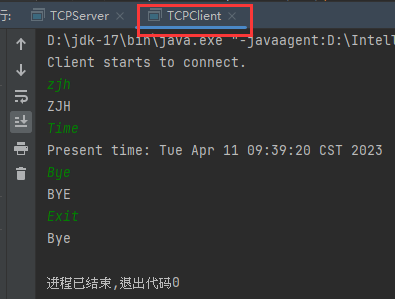 行: TCPServer × TCPClient ×
D:\jdk-17\bin\java.exe "-javaagent:D:\Intell
Client starts to connect.
zjh
ZJH
Time
Present time: Tue Apr 11 09:39:20 CST 2023
Bye
BYE
Exit
Bye
进程已结束,退出代码0